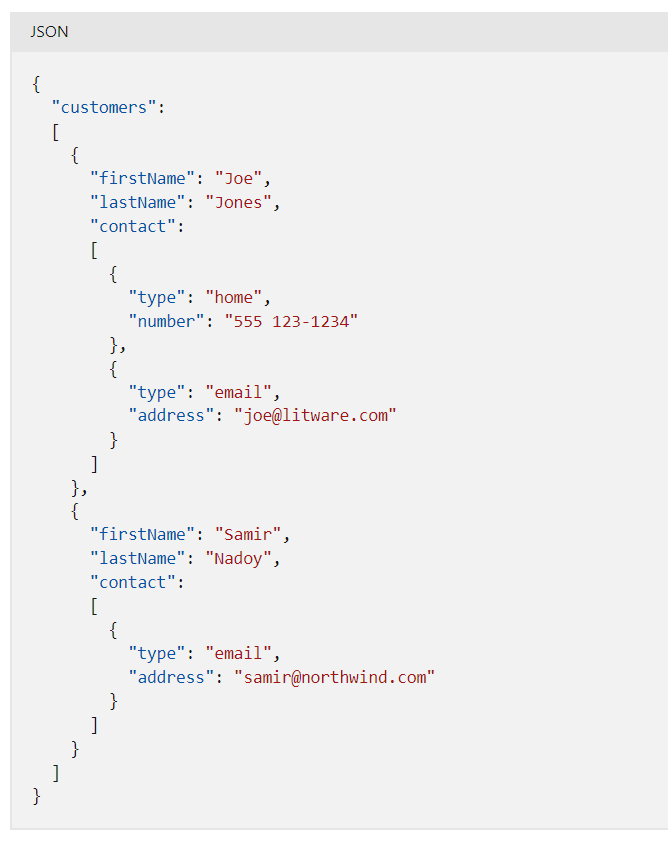 JSON
{
  "customers":
  [
    {
      "firstName": "Joe",
      "lastName": "Jones",
      "contact":
      [
        {
          "type": "home",
          "number": "555 123-1234"
        },
        {
          "type": "email",
          "address": "joe@litware.com"
        }
      ]
    },
    {
      "firstName": "Samir",
      "lastName": "Nadoy",
      "contact":
      [
        {
          "type": "email",
          "address": "samir@northwind.com"
        }
      ]
    }
  ]
}